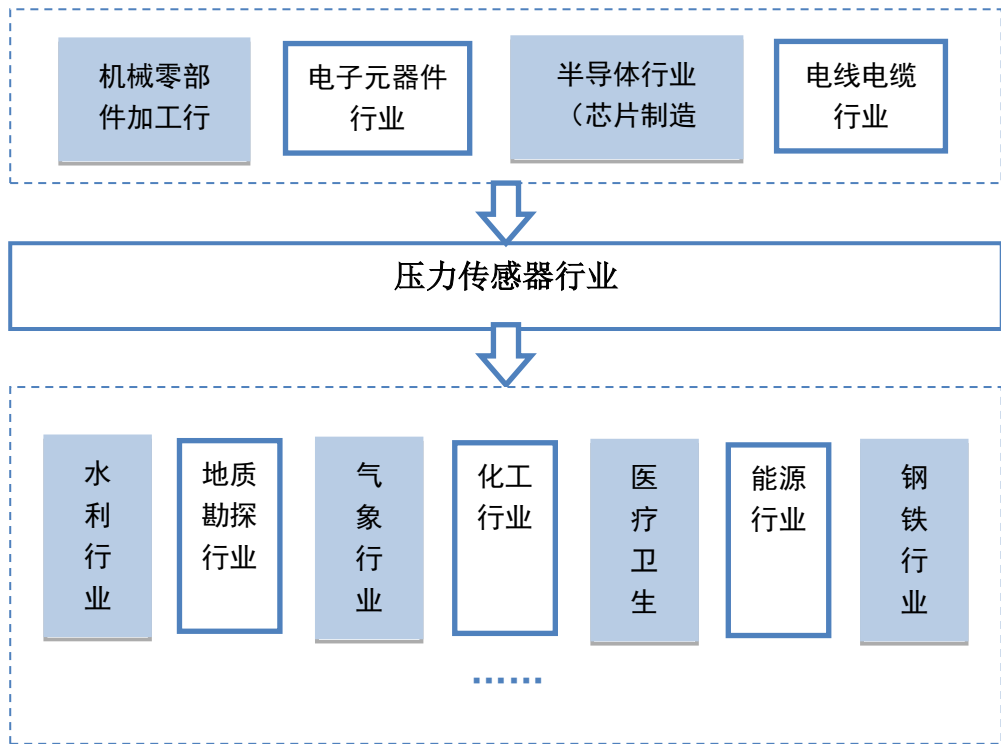 机械零部
件加工行
电子元器件
行业
半导体行业
（芯片制造
电线电缆
行业
压力传感器行业
水
利
行
业
地质
勘探
行业
气
象
行
业
化工
行业
医
疗
卫
生
能源
行业
钢
铁
行
业
……